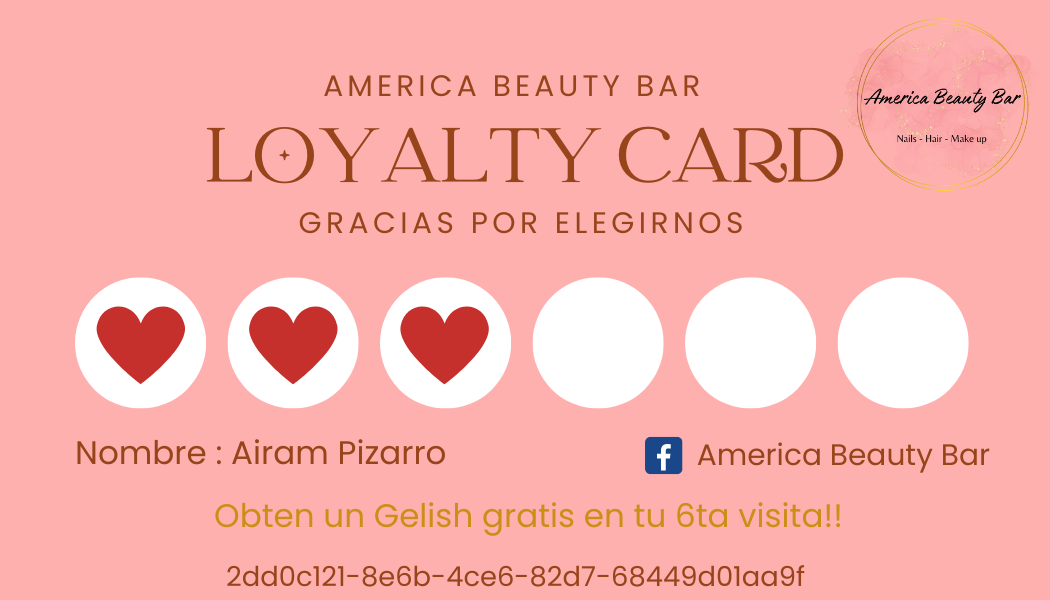 AMERICA BEAUTY BAR
LOYALTY CARD
GRACIAS POR ELEGIRNOS
America Beauty Bar
Nails - Hair - Make up
Nombre : Airam Pizarro
America Beauty Bar
Obten un Gelish gratis en tu 6ta visita!!
2dd0c121-8e6b-4ce6-82d7-68449d01aa9f